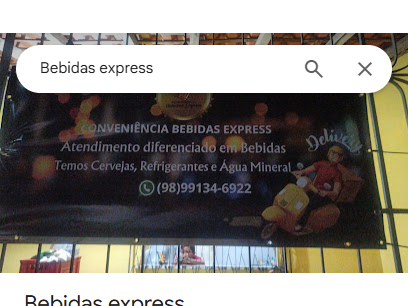 Bebidas express
CONVENIÊNCIA BEBIDAS EXPRESS
Atendimento diferenciado em Bebidas
Delivery
Temos Cervejas, Refrigerantes e Água Mineral
(98)99134-6922
Bebidas express